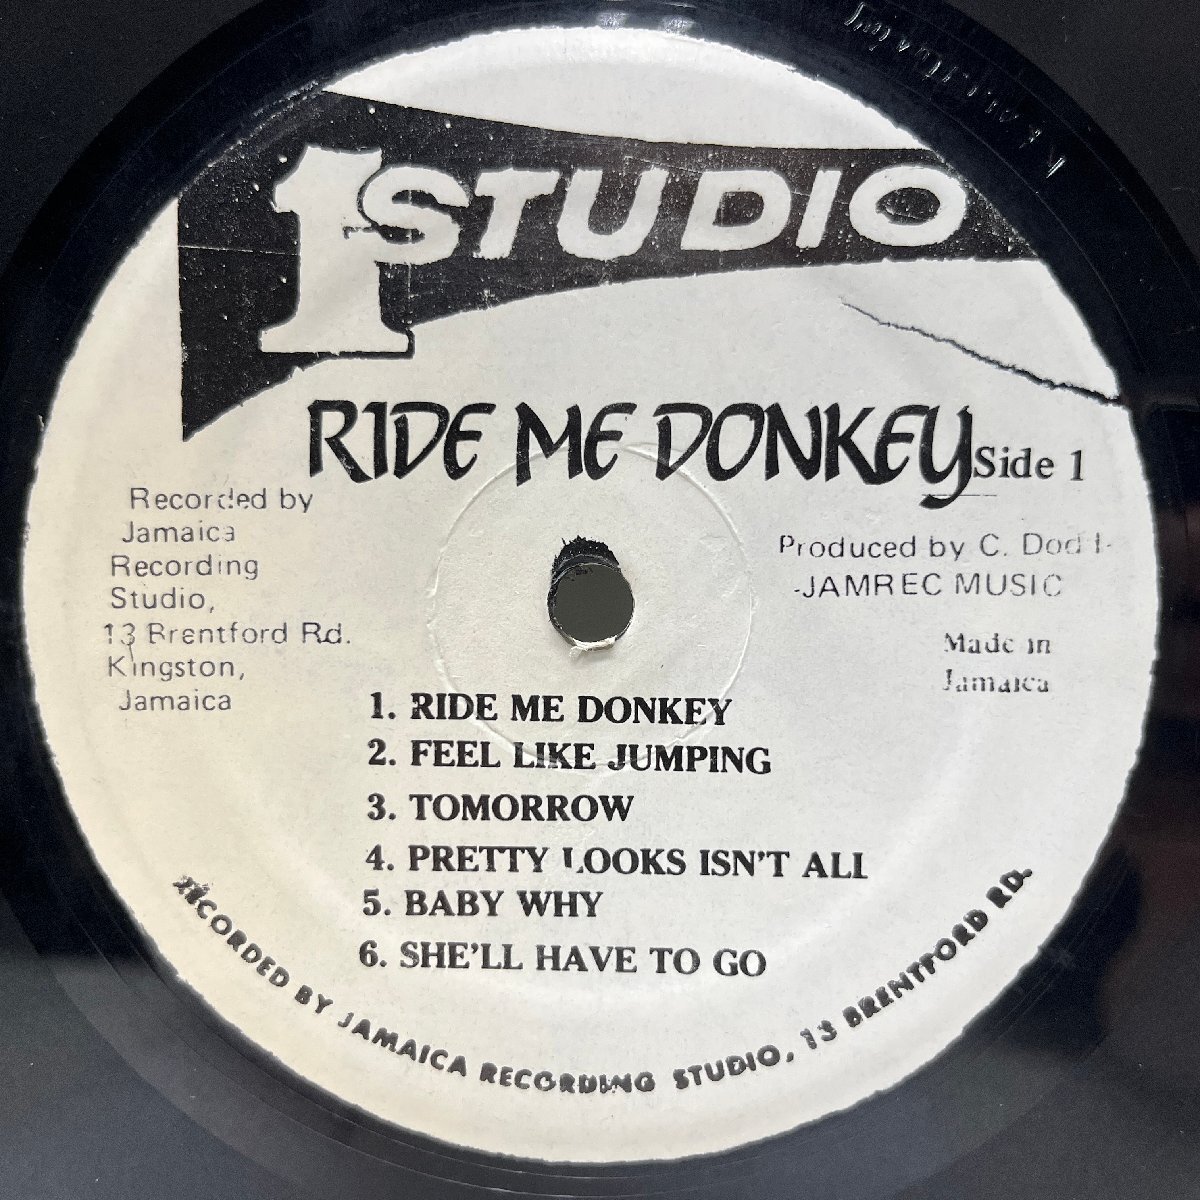 1 STUDIO
RIDE ME DONKEY
Side 1
Recorded by
Jamaica
Recording
Studio,
13 Brentford Rd.
Kingston,
Jamaica
Produced by C. Dodd-
-JAMREC MUSIC
Made in
Jamaica
1. RIDE ME DONKEY
2. FEEL LIKE JUMPING
3. TOMORROW
4. PRETTY LOOKS ISN'T ALL
5. BABY WHY
6. SHE'LL HAVE TO GO
RECORDED BY JAMAICA RECORDING STUDIO, 13 BRENTFORD RD.